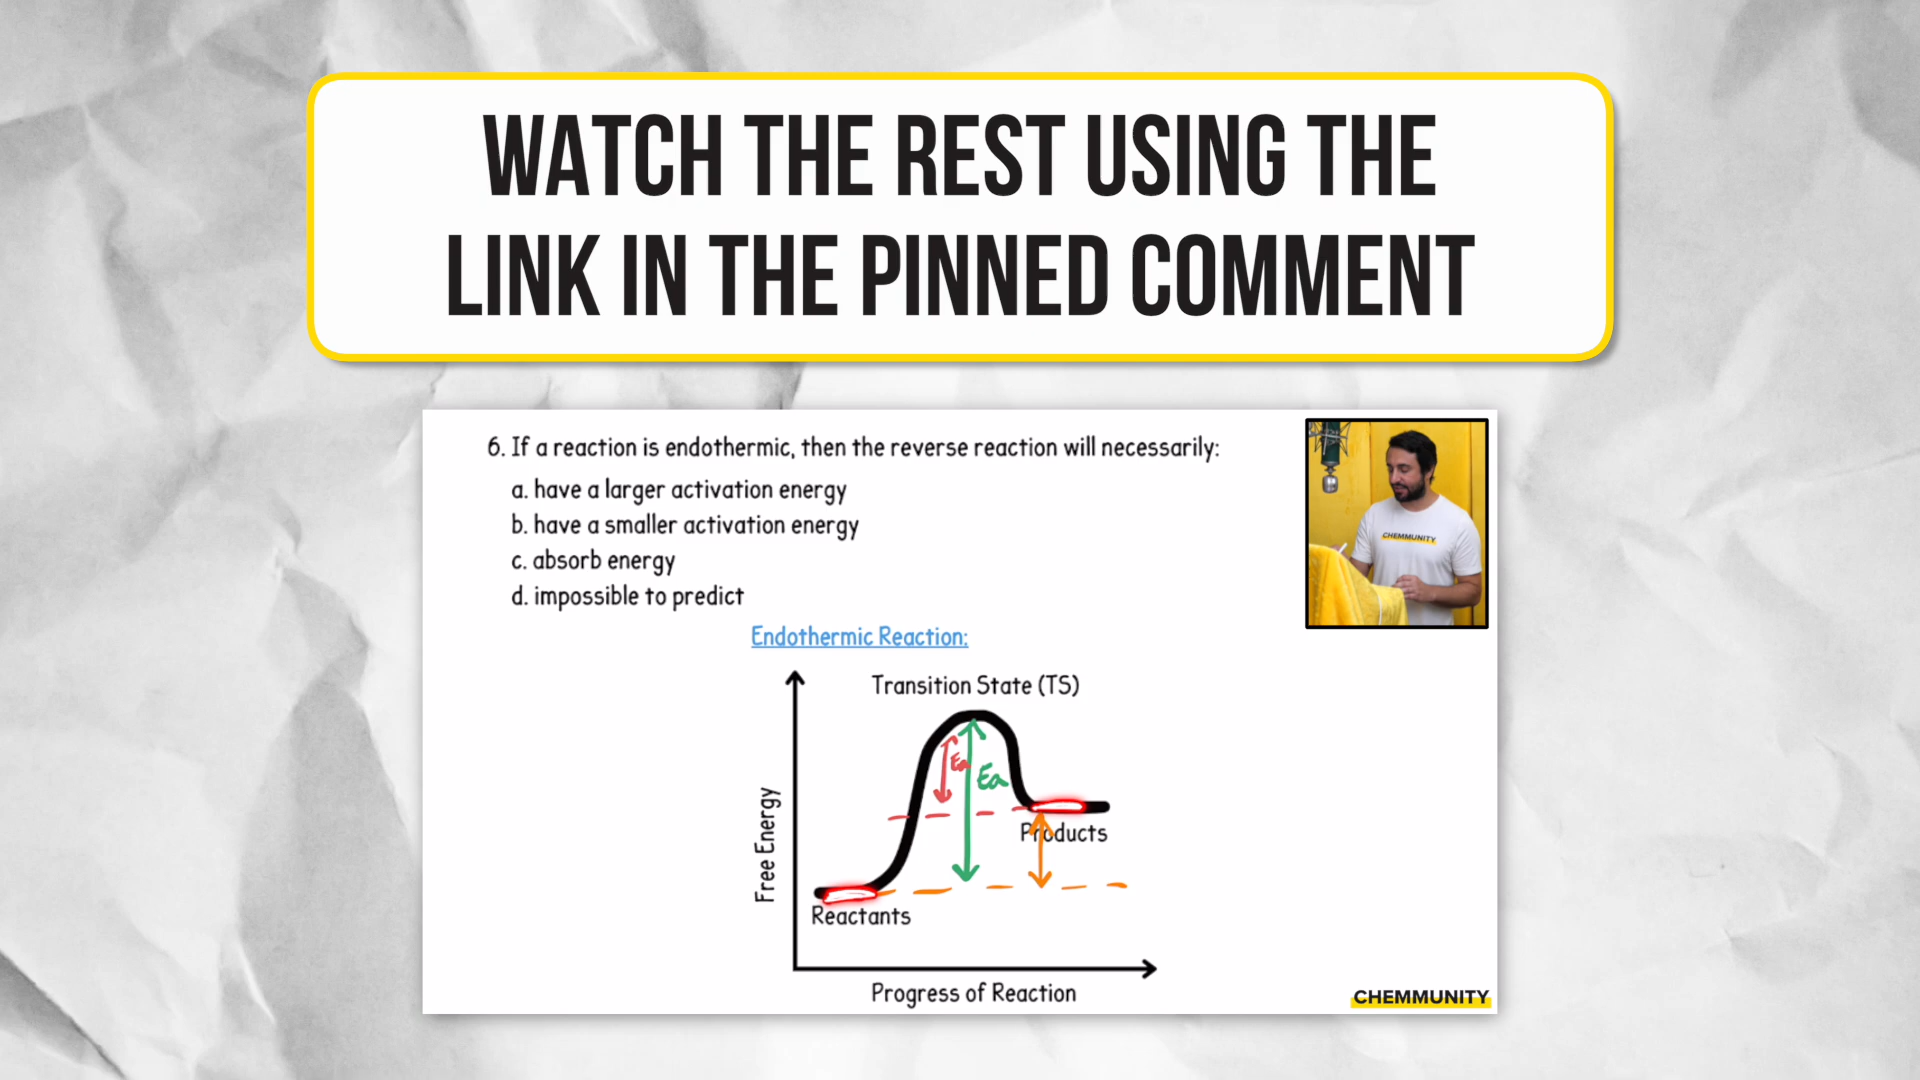 WATCH THE REST USING THE
LINK IN THE PINNED COMMENT
6. If a reaction is endothermic, then the reverse reaction will necessarily:
a. have a larger activation energy
b. have a smaller activation energy
c. absorb energy
d. impossible to predict
CHEMMUNITY
Endothermic Reaction:
Transition State (TS)
Ea
Ea
Free Energy
Products
Reactants
Progress of Reaction
CHEMMUNITY